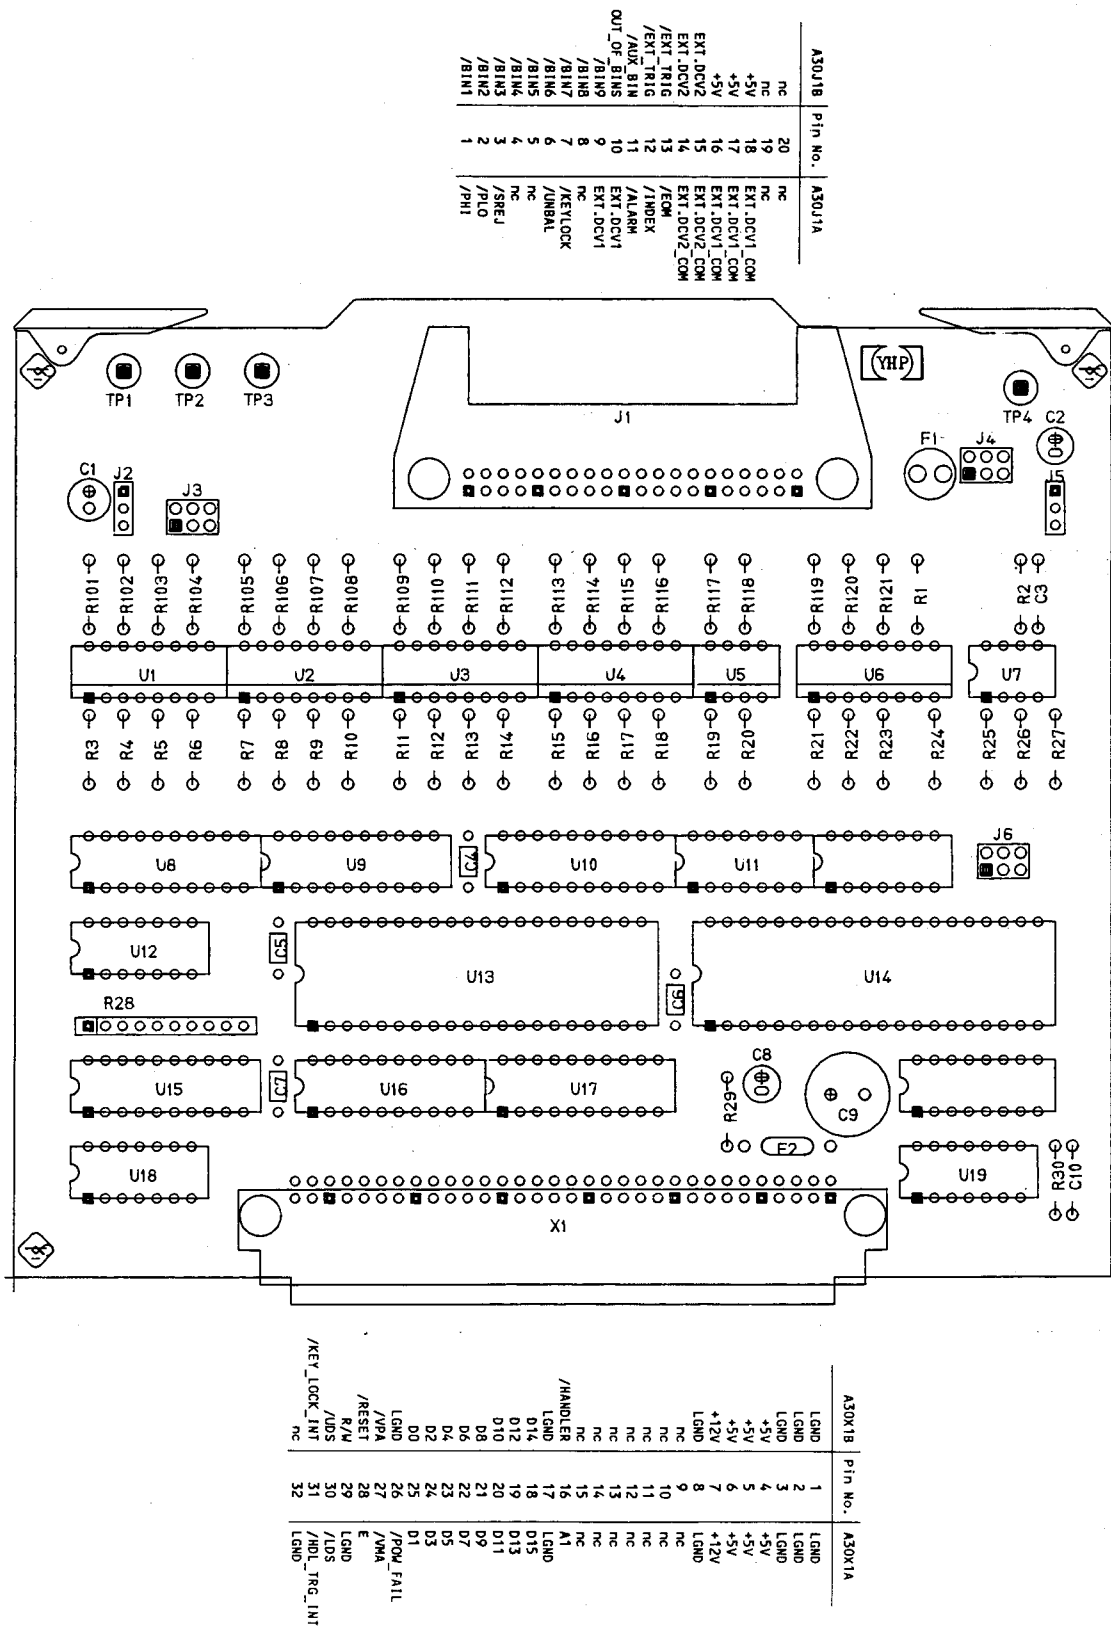 A30J1B Pin No. A30J1A
nc 20 nc
nc 19 nc
+5V 18 EXT.DCV1_COM
+5V 17 EXT.DCV1_COM
+5V 16 EXT.DCV1_COM
EXT.DCV2 15 EXT.DCV2_COM
EXT.DCV2 14 EXT.DCV2_COM
/EXT_TRIG 13 /EOM
/EXT_TRIG 12 /INDEX
/AUX_BIN 11 /ALARM
OUT_OF_BINS 10 EXT.DCV1
/BIN9 9 EXT.DCV1
/BIN8 8 nc
/BIN7 7 /KEYLOCK
/BIN6 6 /UNBAL
/BIN5 5 nc
/BIN4 4 nc
/BIN3 3 /SREJ
/BIN2 2 /PLO
/BIN1 1 /PHI
YHP
TP1 TP2 TP3 J1 TP4 C2
F1 J4
C1 J2 J3 J5
R101 R102 R103 R104 R105 R106 R107 R108 R109 R110 R111 R112 R113 R114 R115 R116 R117 R118 R119 R120 R121 R1 R2 C3
U1 U2 U3 U4 U5 U6 U7
R3 R4 R5 R6 R7 R8 R9 R10 R11 R12 R13 R14 R15 R16 R17 R18 R19 R20 R21 R22 R23 R24 R25 R26 R27
U8 U9 C4 U10 U11 J6
U12 C5 U13 C6 U14
R28
U15 C7 U16 U17 R29 C8 C9
U18 F2 U19 R30 C10
X1
A30X1B Pin No. A30X1A
LGND 1 LGND
LGND 2 LGND
LGND 3 LGND
+5V 4 +5V
+5V 5 +5V
+5V 6 +5V
+12V 7 +12V
LGND 8 LGND
nc 9 nc
nc 10 nc
nc 11 nc
nc 12 nc
nc 13 nc
nc 14 nc
nc 15 nc
/HANDLER 16 A1
LGND 17 LGND
D14 18 D15
D12 19 D13
D10 20 D11
D8 21 D9
D6 22 D7
D4 23 D5
D2 24 D3
D0 25 D1
LGND 26 /POW_FAIL
/VPA 27 /VMA
/RESET 28 E
R/W 29 LGND
/UDS 30 /LDS
/KEY_LOCK_INT 31 /HDL_TRG_INT
nc 32 LGND